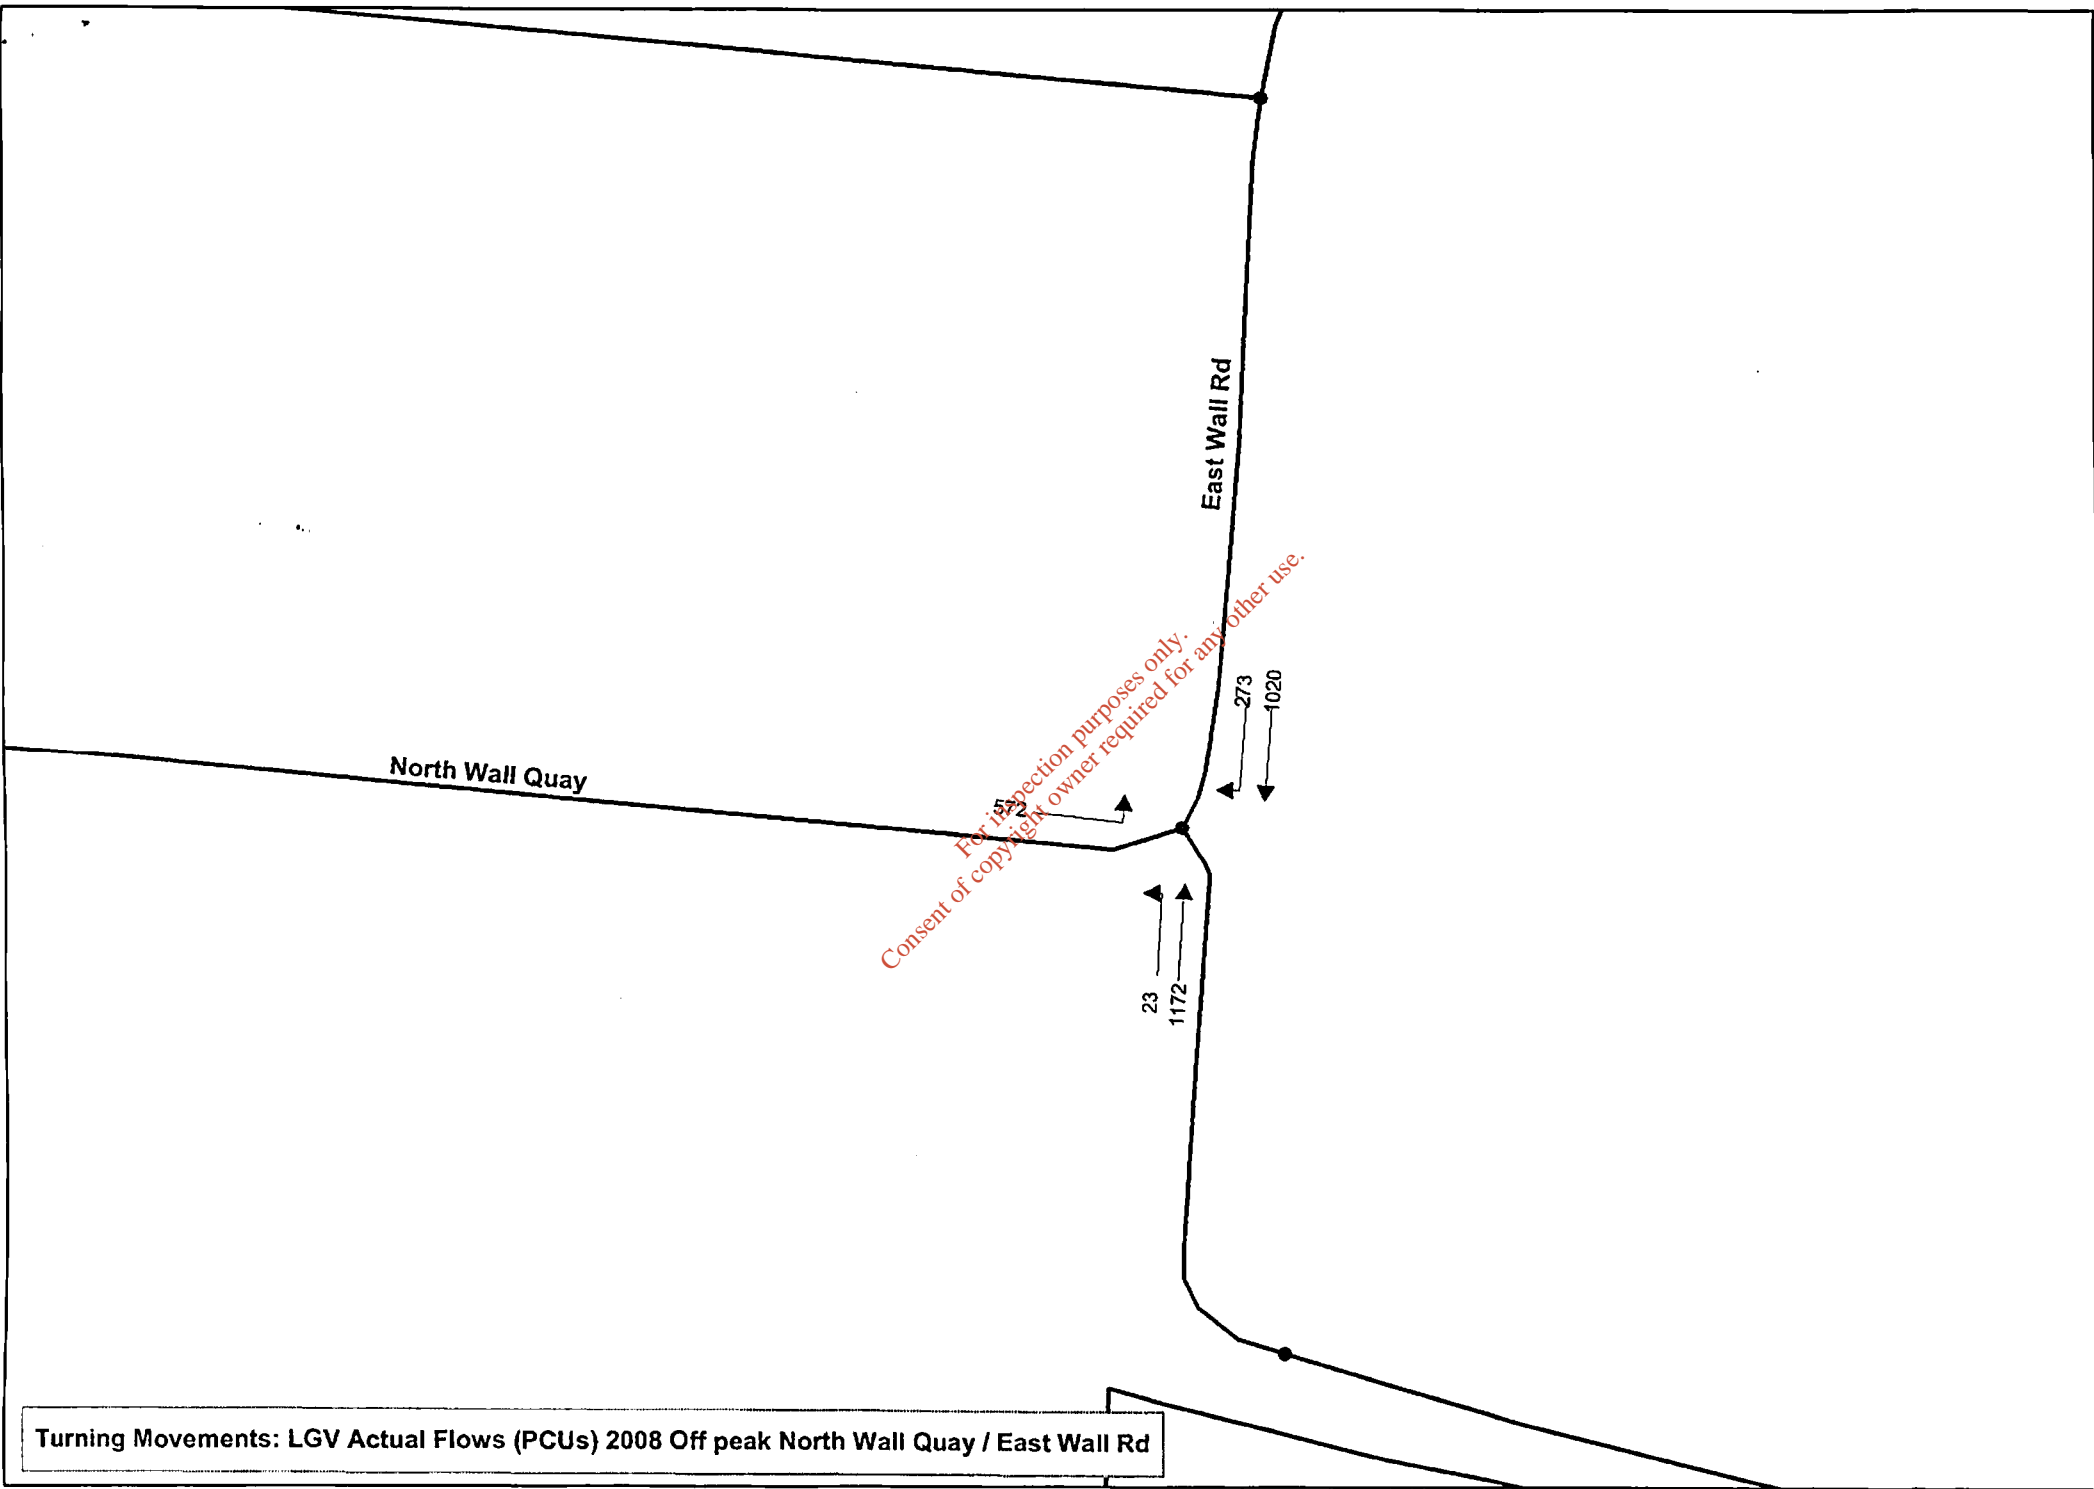 East Wall Rd
273
1020
North Wall Quay
572
23
1172
For inspection purposes only.
Consent of copyright owner required for any other use.
Turning Movements: LGV Actual Flows (PCUs) 2008 Off peak North Wall Quay / East Wall Rd